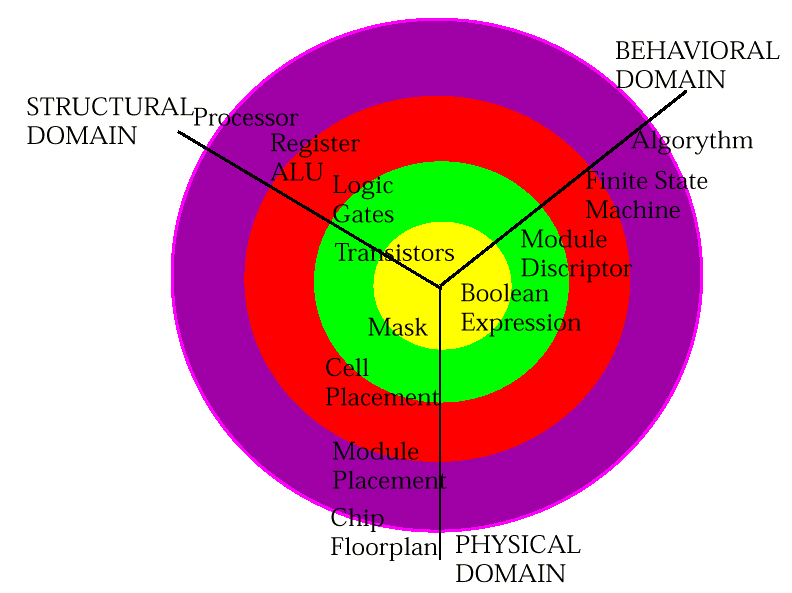 BEHAVIORAL
DOMAIN
STRUCTURAL
DOMAIN
Processor
Register
ALU
Logic
Gates
Transistors
Algorythm
Finite State
Machine
Module
Discriptor
Boolean
Expression
Mask
Cell
Placement
Module
Placement
Chip
Floorplan
PHYSICAL
DOMAIN